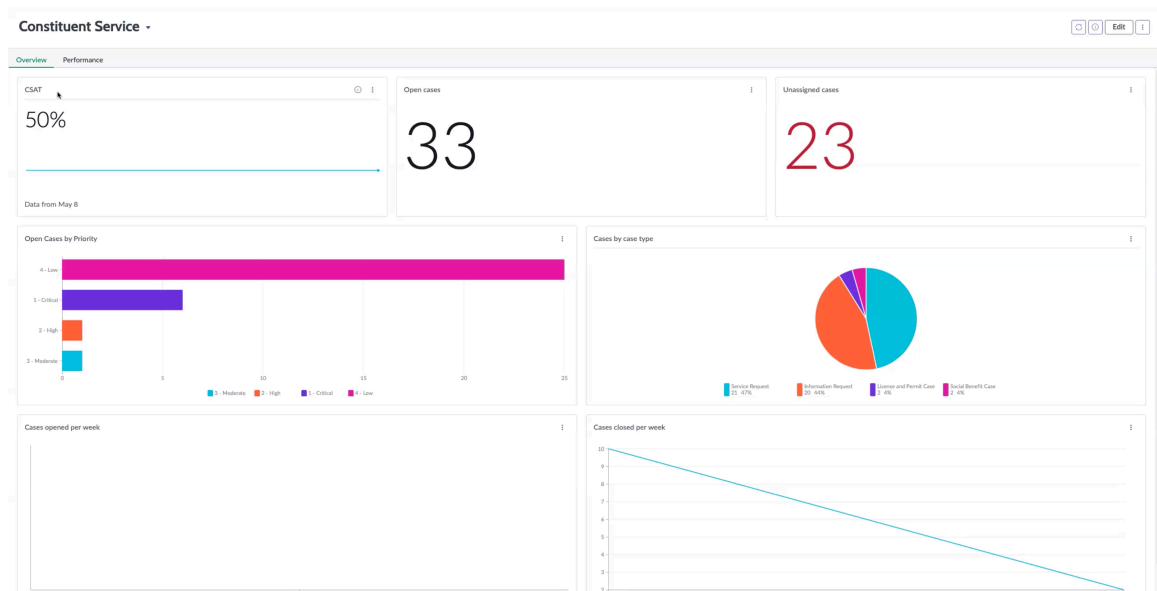 Constituent Service
Edit
Overview Performance
CSAT
50%
Data from May 8
Open cases
33
Unassigned cases
23
Open Cases by Priority
4 - Low
1 - Critical
2 - High
3 - Moderate
0 5 10 15 20 25
3 - Moderate 2 - High 1 - Critical 4 - Low
Cases by case type
Service Request Information Request License and Permit Case Social Benefit Case
21 47% 20 44% 2 4% 2 4%
Cases opened per week
Cases closed per week
10
9
8
7
6
5
4
3
2